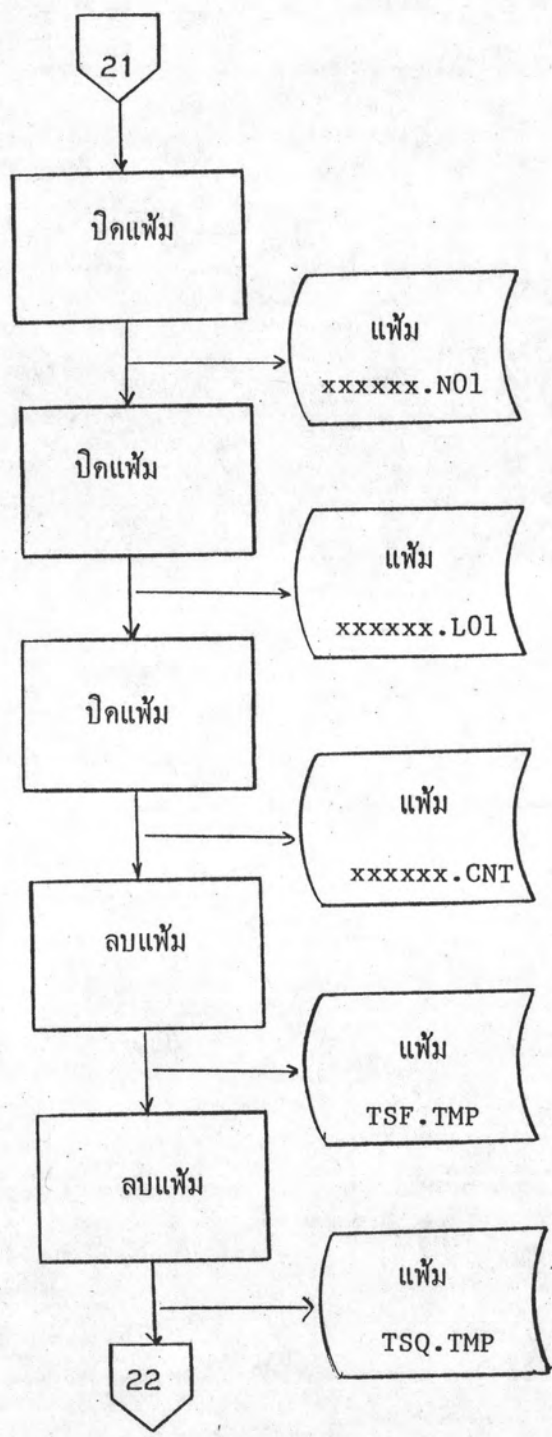 21
ปิดแฟ้ม
แฟ้ม
xxxxxx.N01
ปิดแฟ้ม
แฟ้ม
xxxxxx.L01
ปิดแฟ้ม
แฟ้ม
xxxxxx.CNT
ลบแฟ้ม
แฟ้ม
TSF.TMP
ลบแฟ้ม
แฟ้ม
TSQ.TMP
22